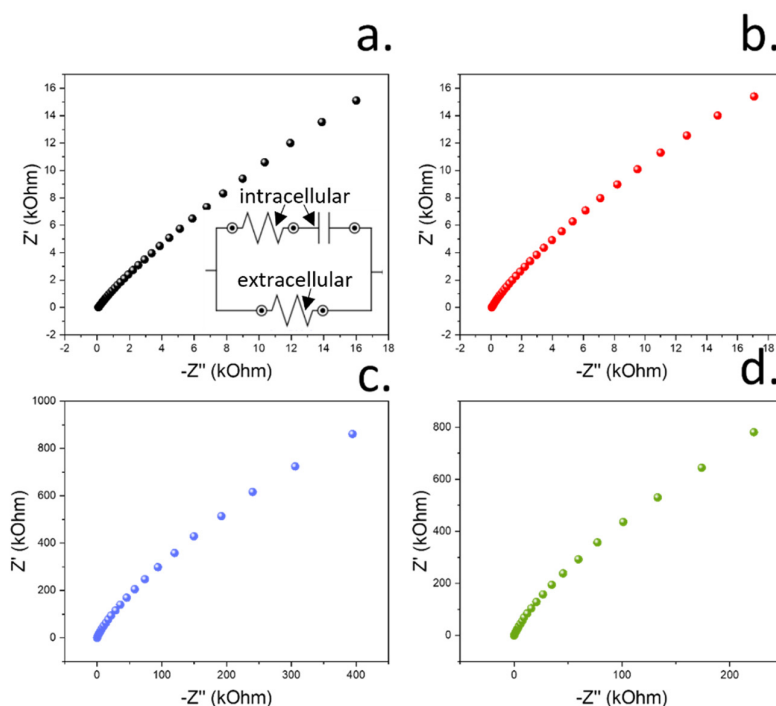 a.
16
14
12
10
8
6
4
2
0
-2
Z' (kOhm)
intracellular
extracellular
-2 0 2 4 6 8 10 12 14 16 18
-Z'' (kOhm)
b.
16
14
12
10
8
6
4
2
0
-2
Z' (kOhm)
-2 0 2 4 6 8 10 12 14 16 18
-Z'' (kOhm)
c.
1000
800
600
400
200
0
Z' (kOhm)
0 100 200 300 400
-Z'' (kOhm)
d.
800
600
400
200
0
Z' (kOhm)
0 100 200
-Z'' (kOhm)